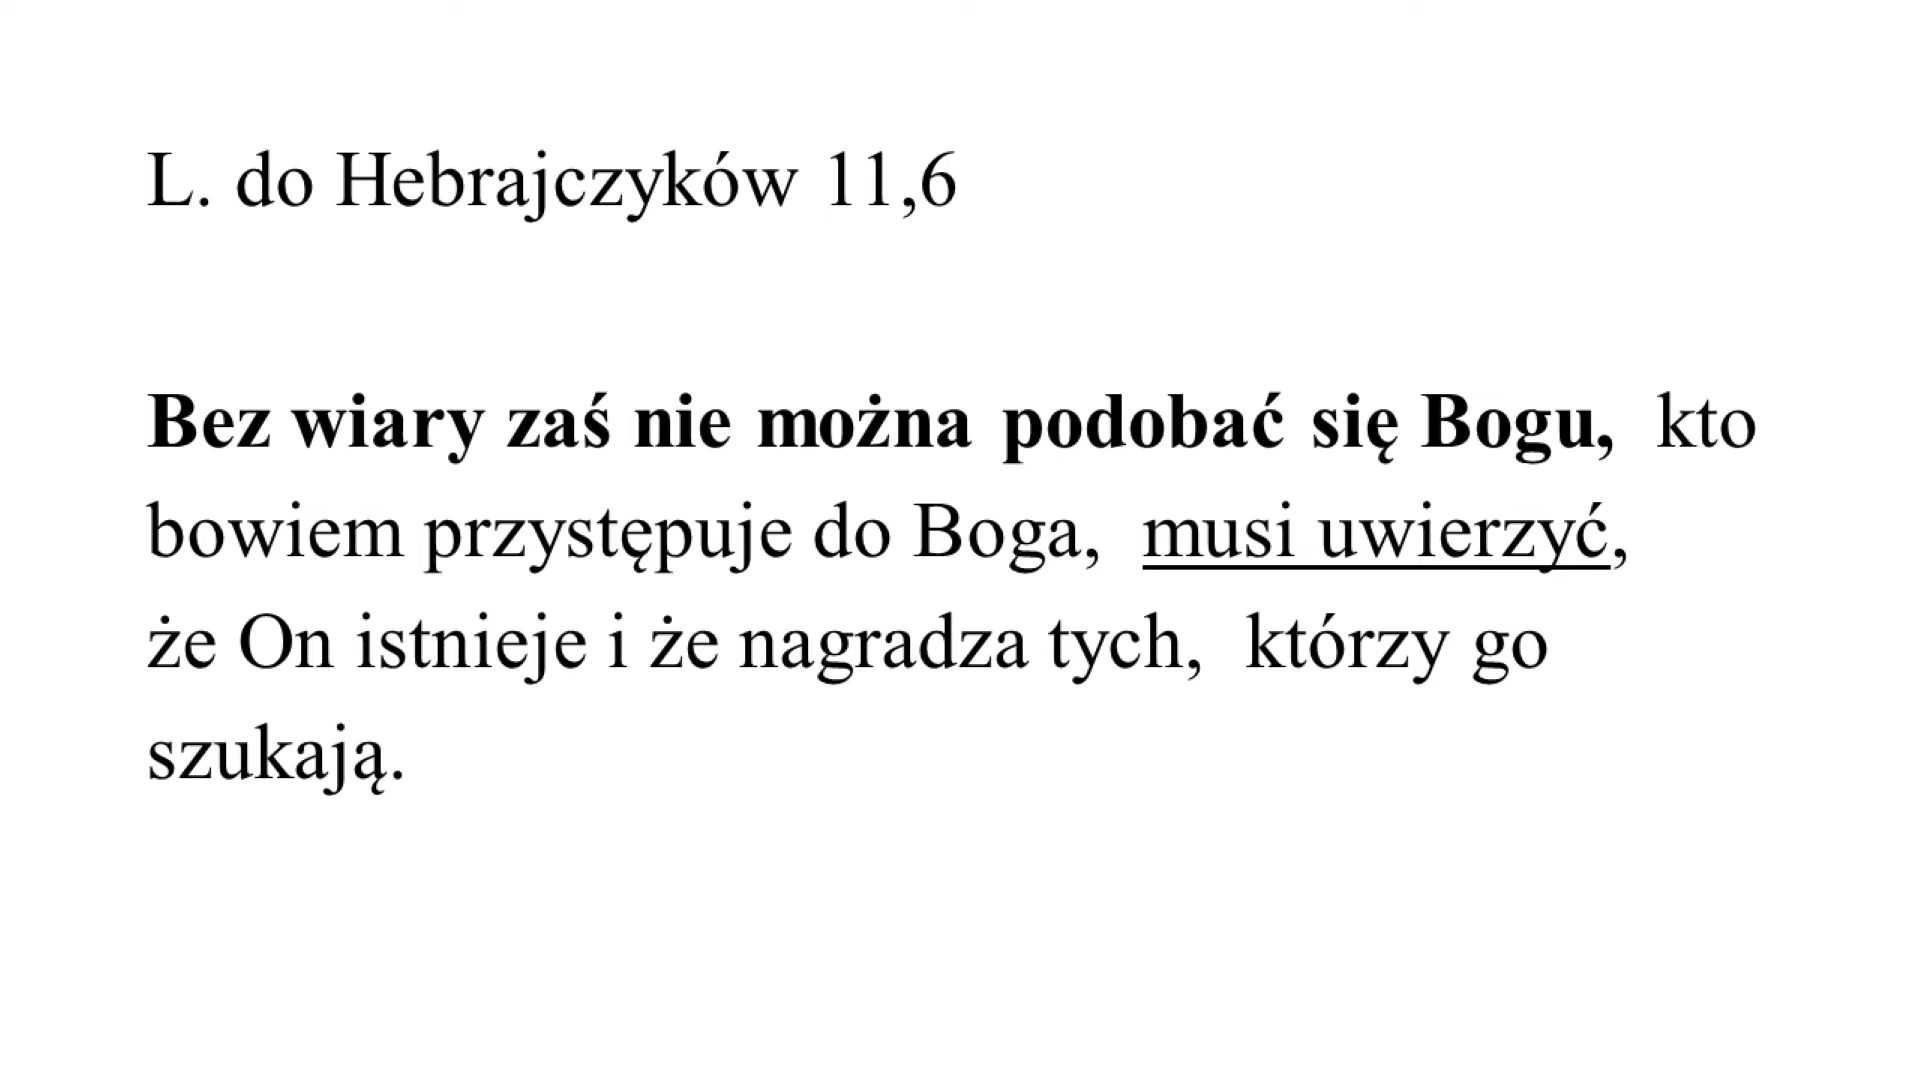 L. do Hebrajczyków 11,6
Bez wiary zaś nie można podobać się Bogu, kto
bowiem przystępuje do Boga, musi uwierzyć,
że On istnieje i że nagradza tych, którzy go
szukają.